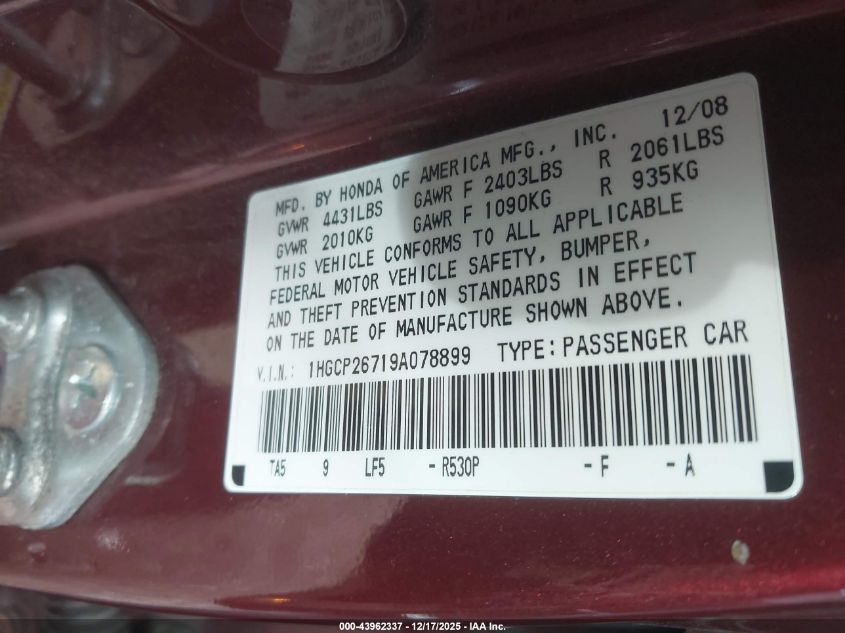 MFD. BY HONDA OF AMERICA MFG., INC. 12/08
GVWR 4431LBS GAWR F 2403LBS R 2061LBS
GVWR 2010KG GAWR F 1090KG R 935KG
THIS VEHICLE CONFORMS TO ALL APPLICABLE
FEDERAL MOTOR VEHICLE SAFETY, BUMPER,
AND THEFT PREVENTION STANDARDS IN EFFECT
ON THE DATE OF MANUFACTURE SHOWN ABOVE.
V.I.N.: 1HGCP26719A078899 TYPE:PASSENGER CAR
TA5 9 LF5 -R530P -F -A
000-43962337 - 12/17/2025 - IAA Inc.